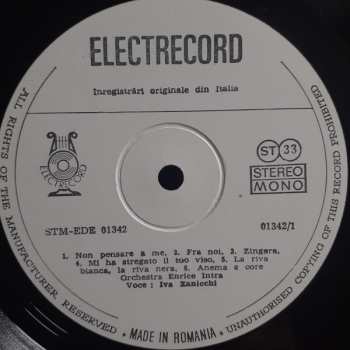 ELECTRECORD
Înregistrări originale din Italia
ELECTRECORD
ST 33
STEREO
MONO
STM-EDE 01342
01342/1
1. Non pensare a me, 2. Fra noi, 3. Zingara,
4. Mi ha stregato il tuo viso, 5. La riva
bianca, la riva nera, 6. Anema e core
Orchestra Enrico Intra
Voce : Iva Zanicchi
ALL RIGHTS OF THE MANUFACTURER RESERVED • MADE IN ROMANIA • UNAUTHORISED COPYING OF THIS RECORD PROHIBITED